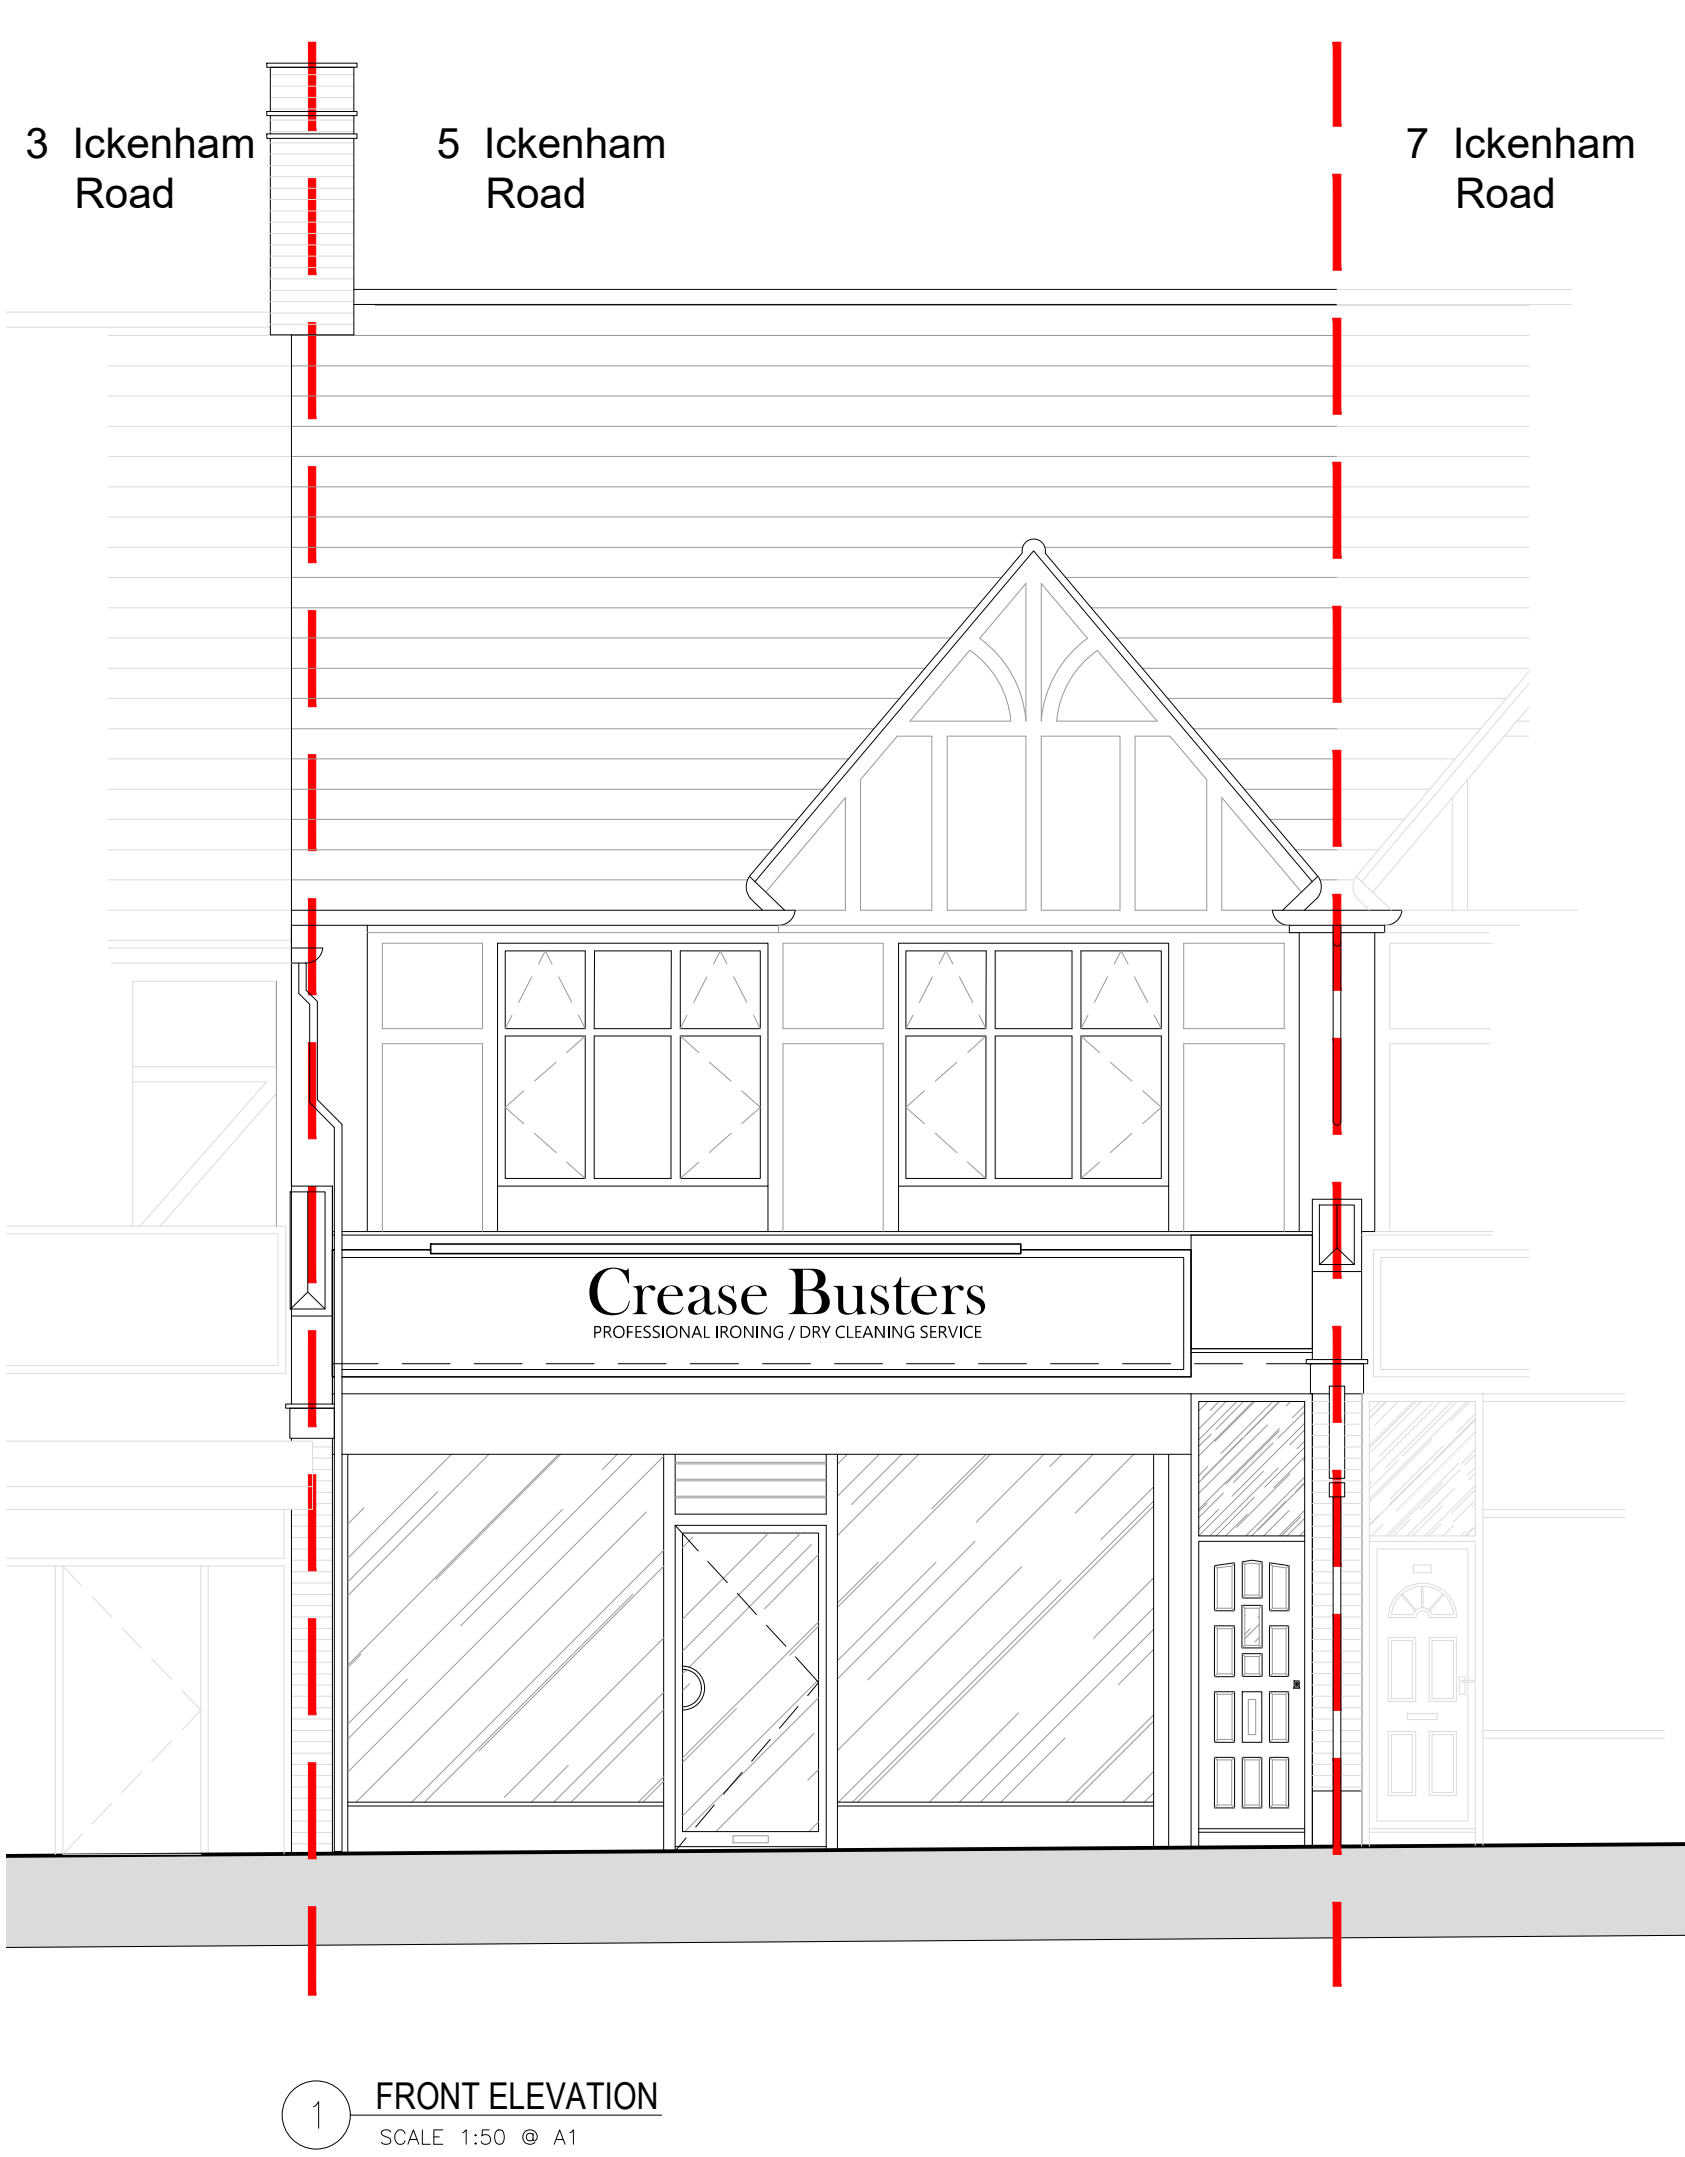 3 Ickenham
Road
5 Ickenham
Road
7 Ickenham
Road
Crease Busters
PROFESSIONAL IRONING / DRY CLEANING SERVICE
1
FRONT ELEVATION
SCALE 1:50 @ A1